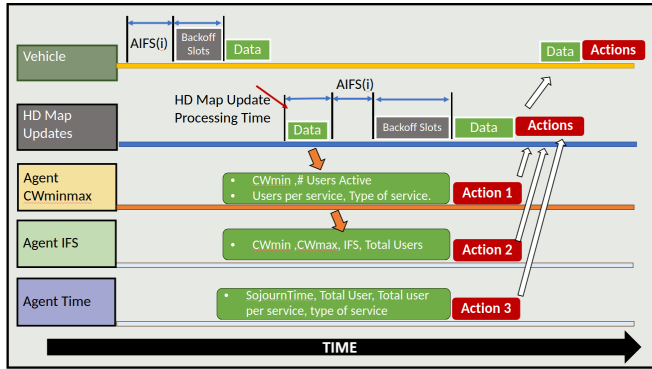 AIFS(i)
Backoff
Slots
Data
Vehicle
Data
Actions
AIFS(i)
HD Map Update
Processing Time
HD Map
Updates
Data
Backoff Slots
Data
Actions
Agent
CWminmax
• CWmin ,# Users Active
• Users per service, Type of service.
Action 1
Agent IFS
• CWmin ,CWmax, IFS, Total Users
Action 2
Agent Time
• SojournTime, Total User, Total user
per service, type of service
Action 3
TIME